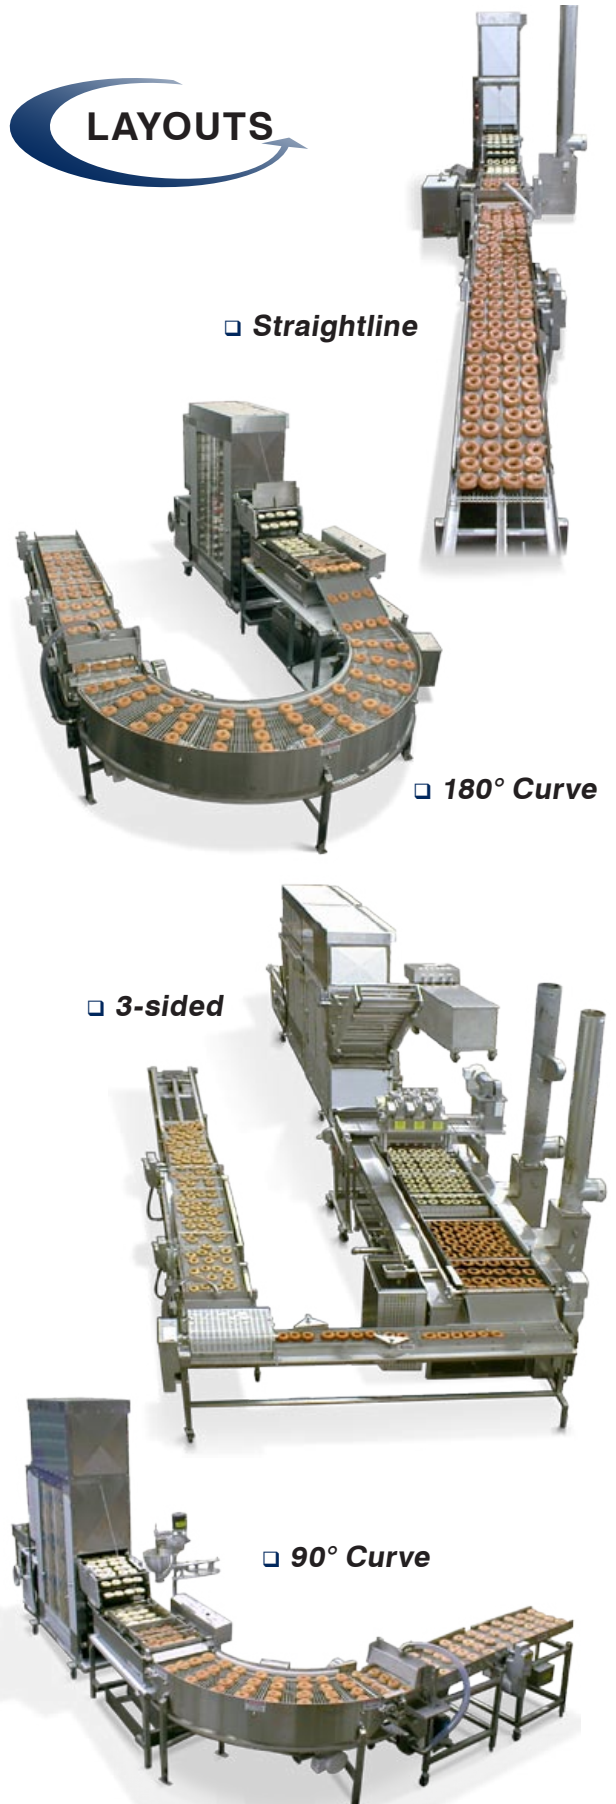 LAYOUTS
❑ Straightline
❑ 180° Curve
❑ 3-sided
❑ 90° Curve